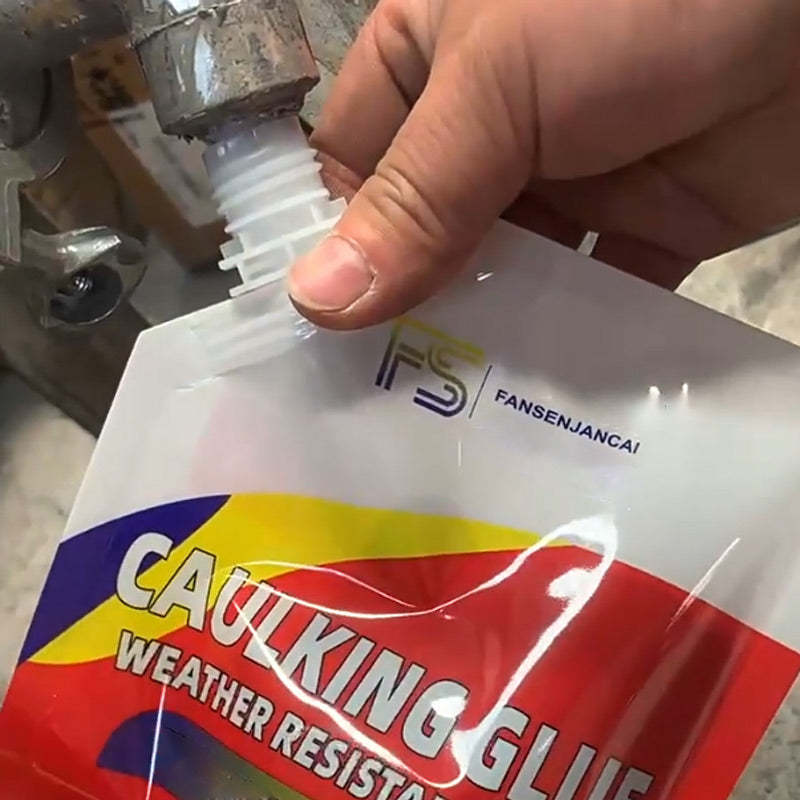 FS | FANSENJANCAI
CAULKING GLUE
WEATHER RESISTA